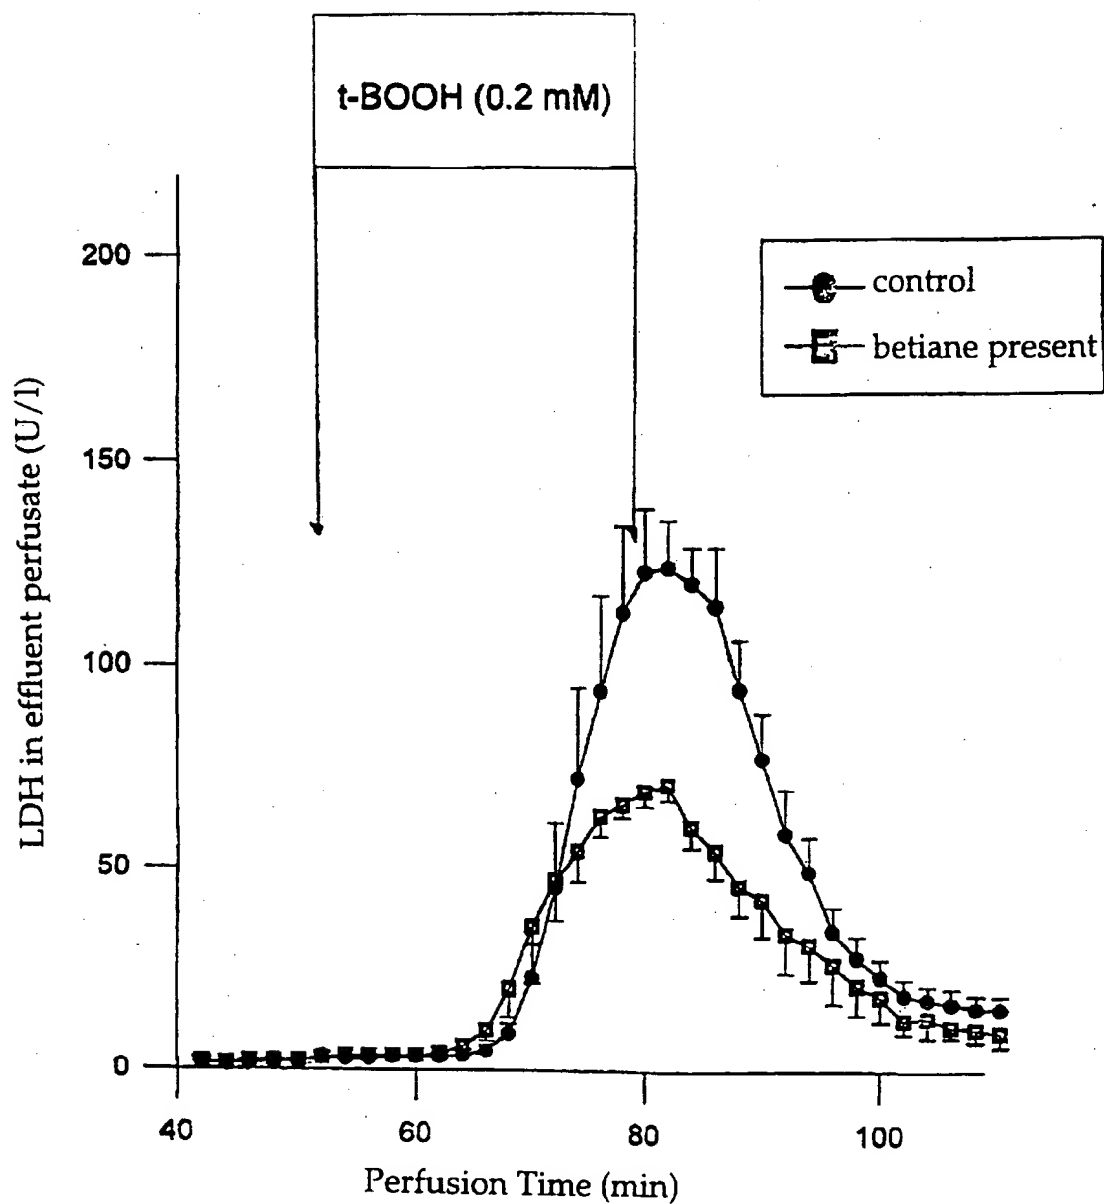 t-BOOH (0.2 mM)
200
150
100
50
0
control
betiane present
LDH in effluent perfusate (U/l)
40
60
80
100
Perfusion Time (min)